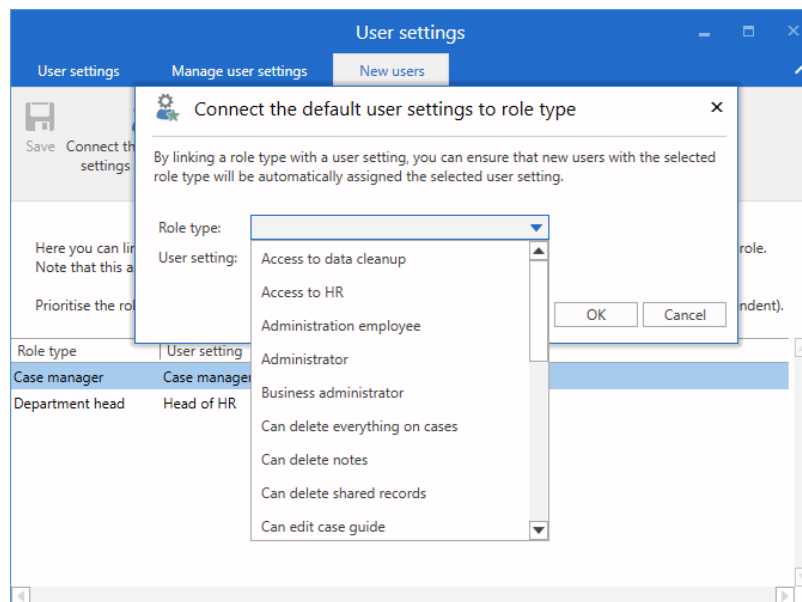 User settings
User settings Manage user settings New users
Connect the default user settings to role type
Save Connect th
settings
By linking a role type with a user setting, you can ensure that new users with the selected
role type will be automatically assigned the selected user setting.
Role type:
User setting:
Access to data cleanup
Access to HR
Administration employee
Administrator
Business administrator
Can delete everything on cases
Can delete notes
Can delete shared records
Can edit case guide
OK Cancel
Here you can lin role.
Note that this a
Prioritise the rol ndent).
Role type User setting
Case manager Case manager
Department head Head of HR